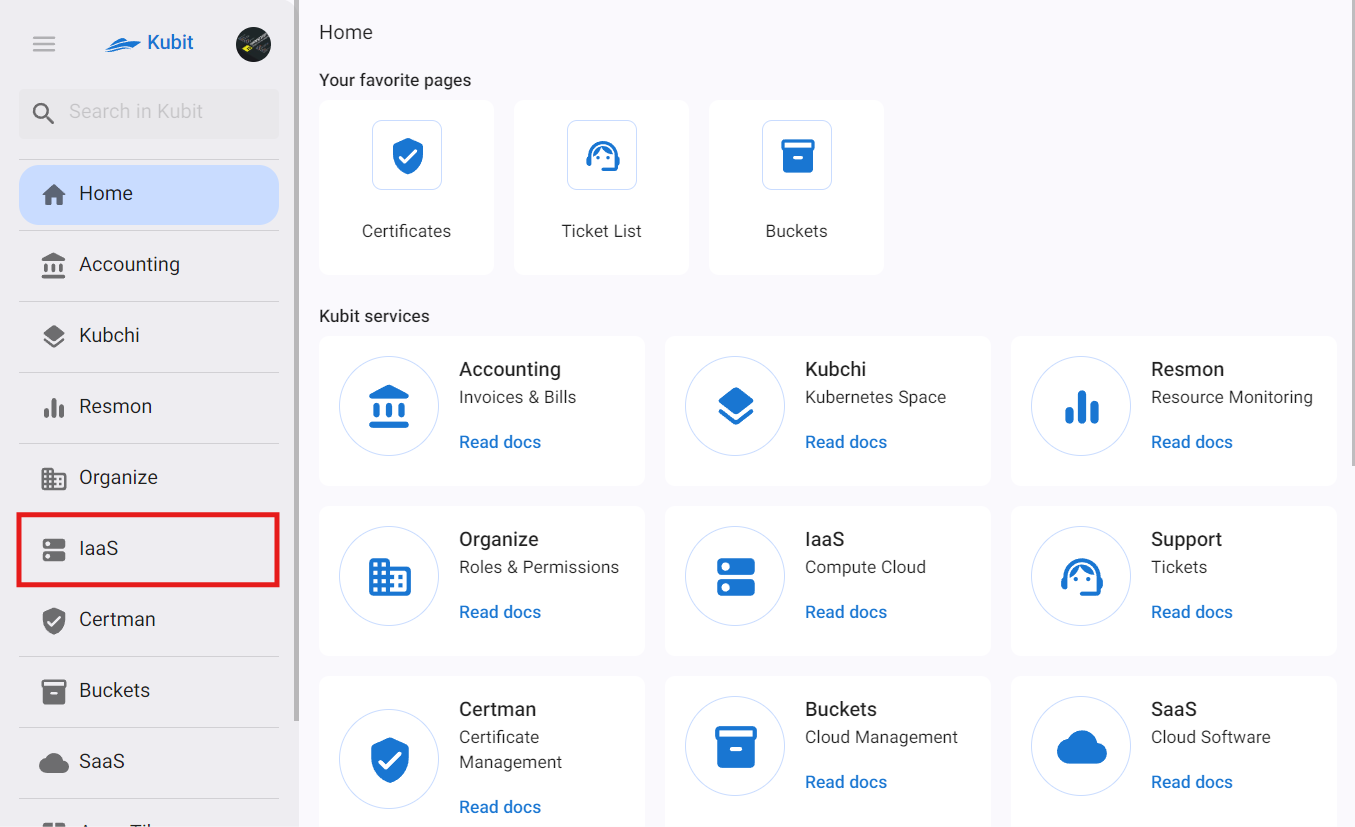 Kubit
Search in Kubit
Home
Accounting
Kubchi
Resmon
Organize
IaaS
Certman
Buckets
SaaS
Home
Your favorite pages
Certificates
Ticket List
Buckets
Kubit services
Accounting
Invoices & Bills
Read docs
Kubchi
Kubernetes Space
Read docs
Resmon
Resource Monitoring
Read docs
Organize
Roles & Permissions
Read docs
IaaS
Compute Cloud
Read docs
Support
Tickets
Read docs
Certman
Certificate
Management
Read docs
Buckets
Cloud Management
Read docs
SaaS
Cloud Software
Read docs